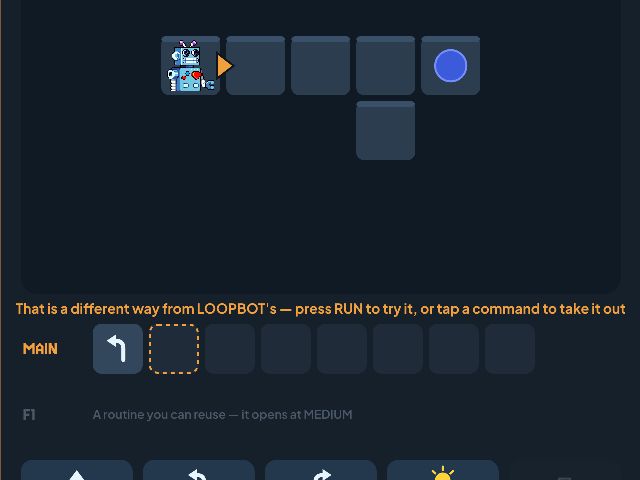 That is a different way from LOOPBOT's — press RUN to try it, or tap a command to take it out
MAIN
F1 A routine you can reuse — it opens at MEDIUM